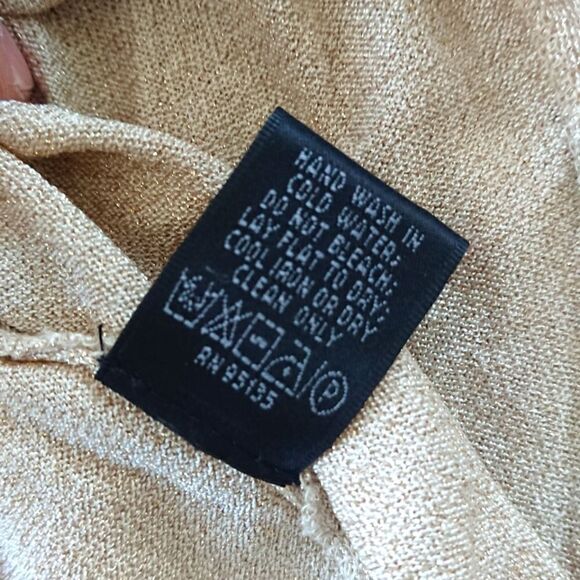 HAND WASH IN
COLD WATER;
DO NOT BLEACH;
LAY FLAT TO DRY;
COOL IRON OR DRY
CLEAN ONLY
P
RN 95135